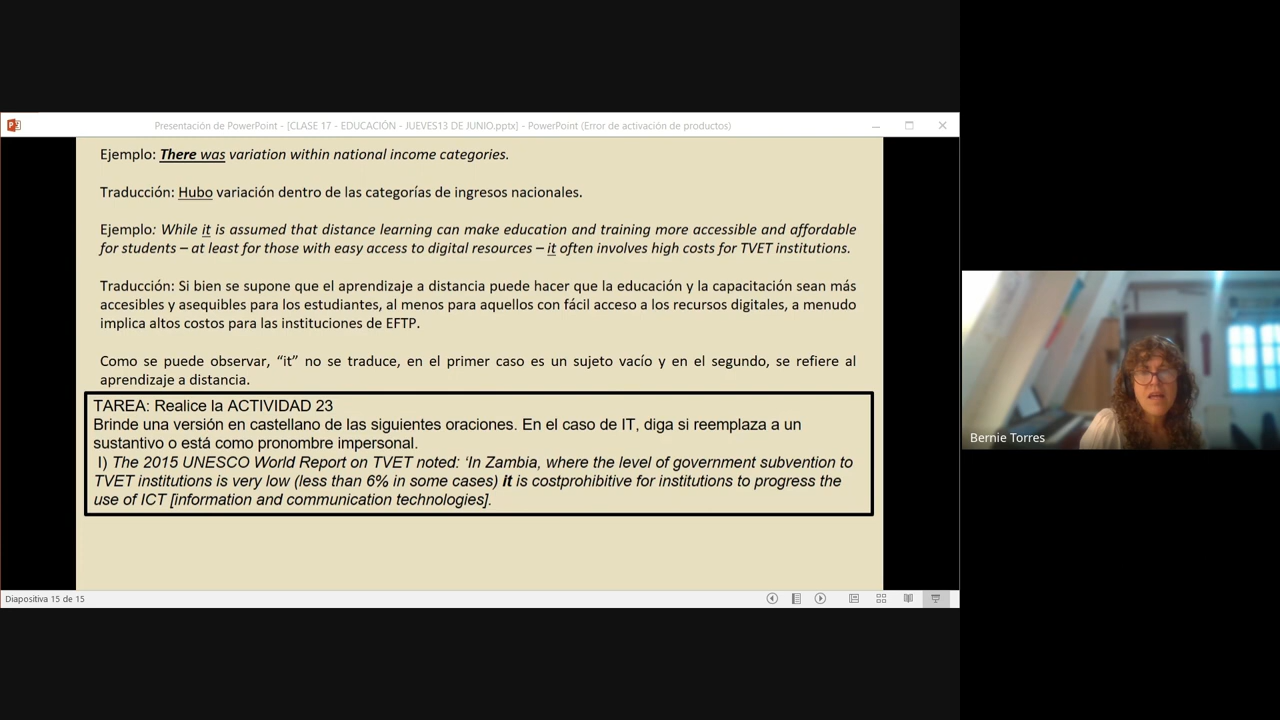 Presentación de PowerPoint - [CLASE 17 - EDUCACIÓN - JUEVES13 DE JUNIO.pptx] - PowerPoint (Error de activación de productos)
Ejemplo: There was variation within national income categories.
Traducción: Hubo variación dentro de las categorías de ingresos nacionales.
Ejemplo: While it is assumed that distance learning can make education and training more accessible and affordable
for students – at least for those with easy access to digital resources – it often involves high costs for TVET institutions.
Traducción: Si bien se supone que el aprendizaje a distancia puede hacer que la educación y la capacitación sean más
accesibles y asequibles para los estudiantes, al menos para aquellos con fácil acceso a los recursos digitales, a menudo
implica altos costos para las instituciones de EFTP.
Como se puede observar, “it” no se traduce, en el primer caso es un sujeto vacío y en el segundo, se refiere al
aprendizaje a distancia.
TAREA: Realice la ACTIVIDAD 23
Brinde una versión en castellano de las siguientes oraciones. En el caso de IT, diga si reemplaza a un
sustantivo o está como pronombre impersonal.
I) The 2015 UNESCO World Report on TVET noted: ‘In Zambia, where the level of government subvention to
TVET institutions is very low (less than 6% in some cases) it is costprohibitive for institutions to progress the
use of ICT [information and communication technologies].
Bernie Torres
Diapositiva 15 de 15